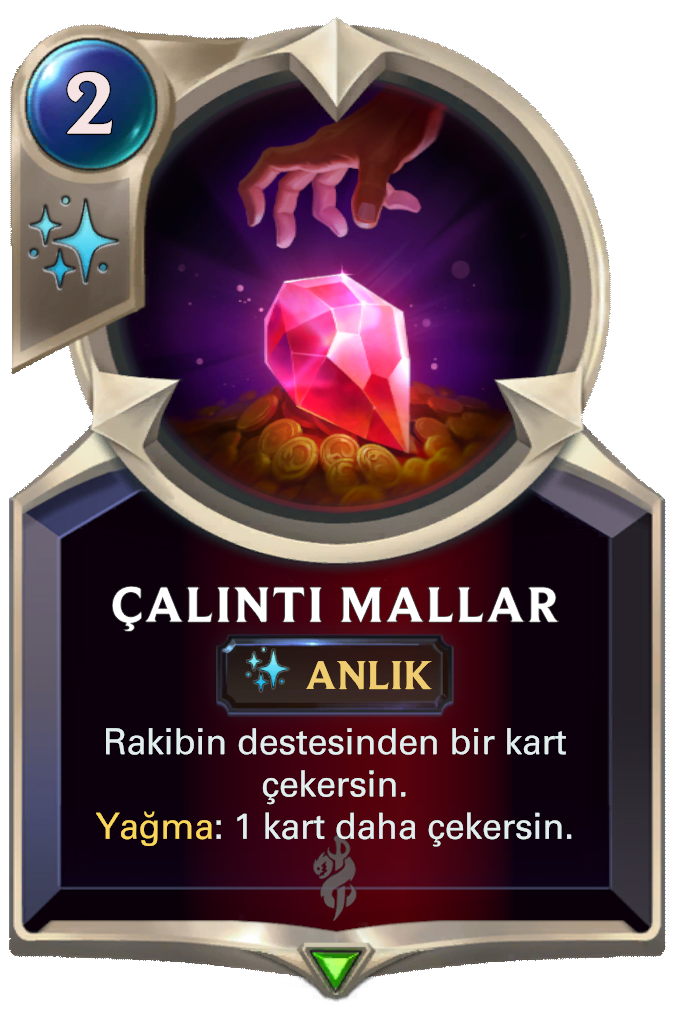 2
ÇALINTI MALLAR
ANLIK
Rakibin destesinden bir kart
çekersin.
Yağma: 1 kart daha çekersin.